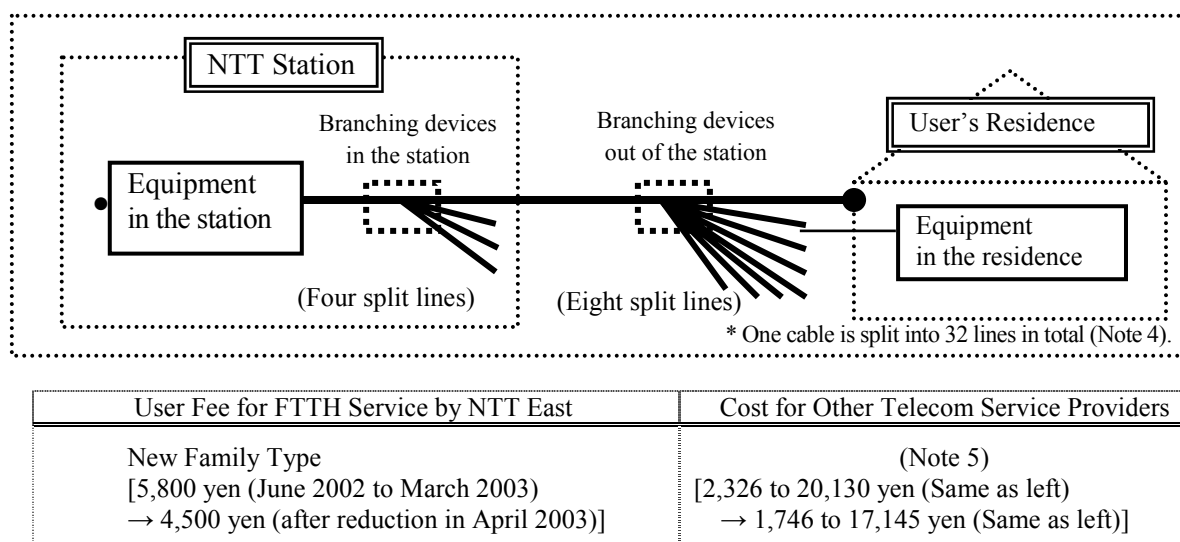 NTT Station
Branching devices
in the station
Branching devices
out of the station
User's Residence
Equipment
in the station
Equipment
in the residence
(Four split lines)
(Eight split lines)
* One cable is split into 32 lines in total (Note 4).
User Fee for FTTH Service by NTT East
Cost for Other Telecom Service Providers
New Family Type
[5,800 yen (June 2002 to March 2003)
→ 4,500 yen (after reduction in April 2003)]
(Note 5)
[2,326 to 20,130 yen (Same as left)
→ 1,746 to 17,145 yen (Same as left)]